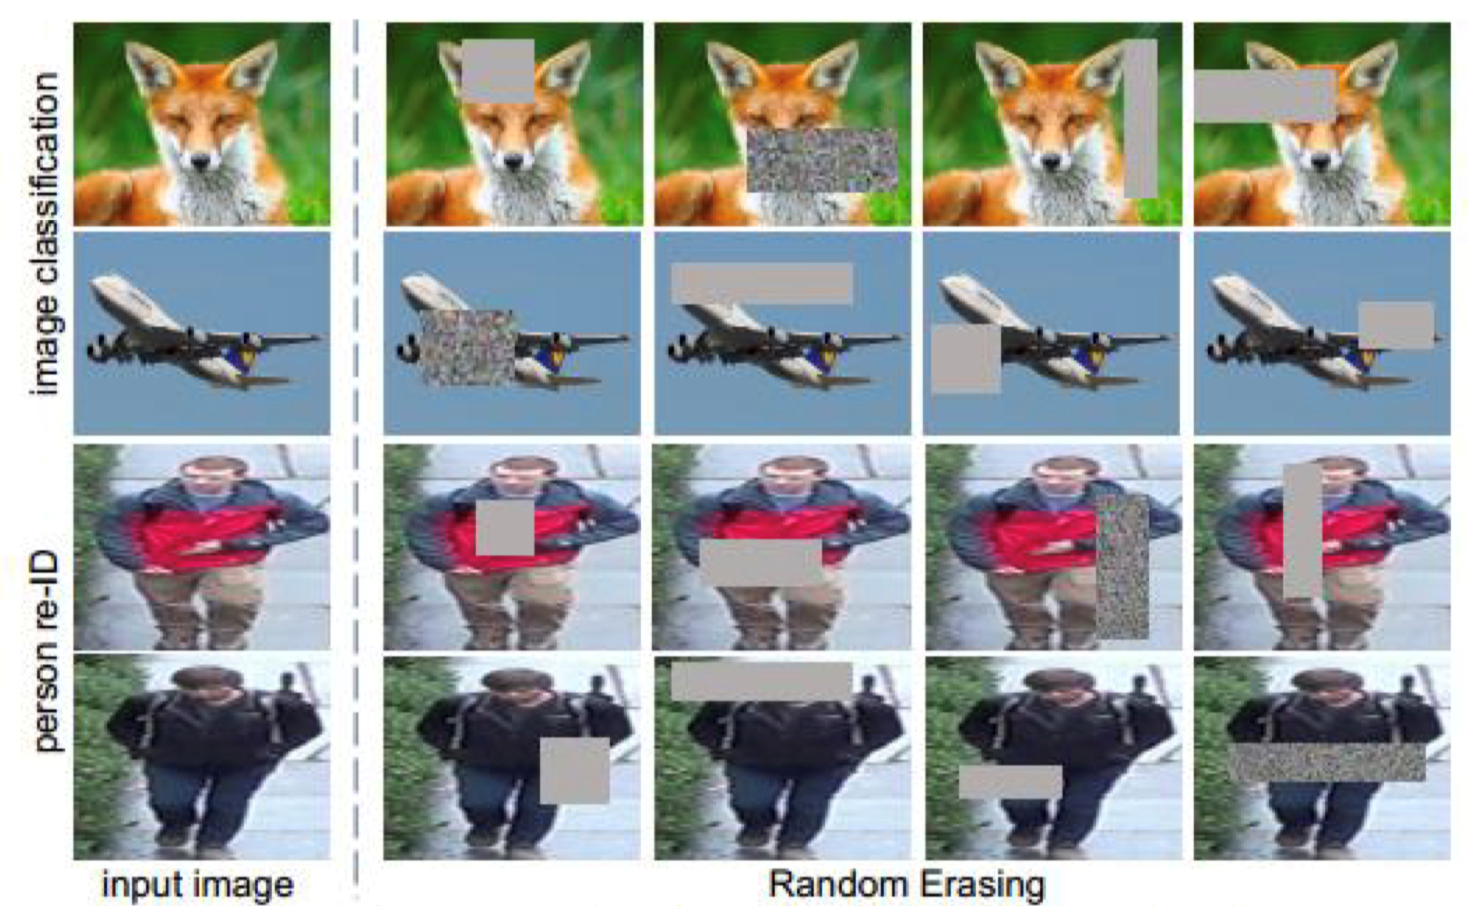 image classification
person re-ID
input image
Random Erasing